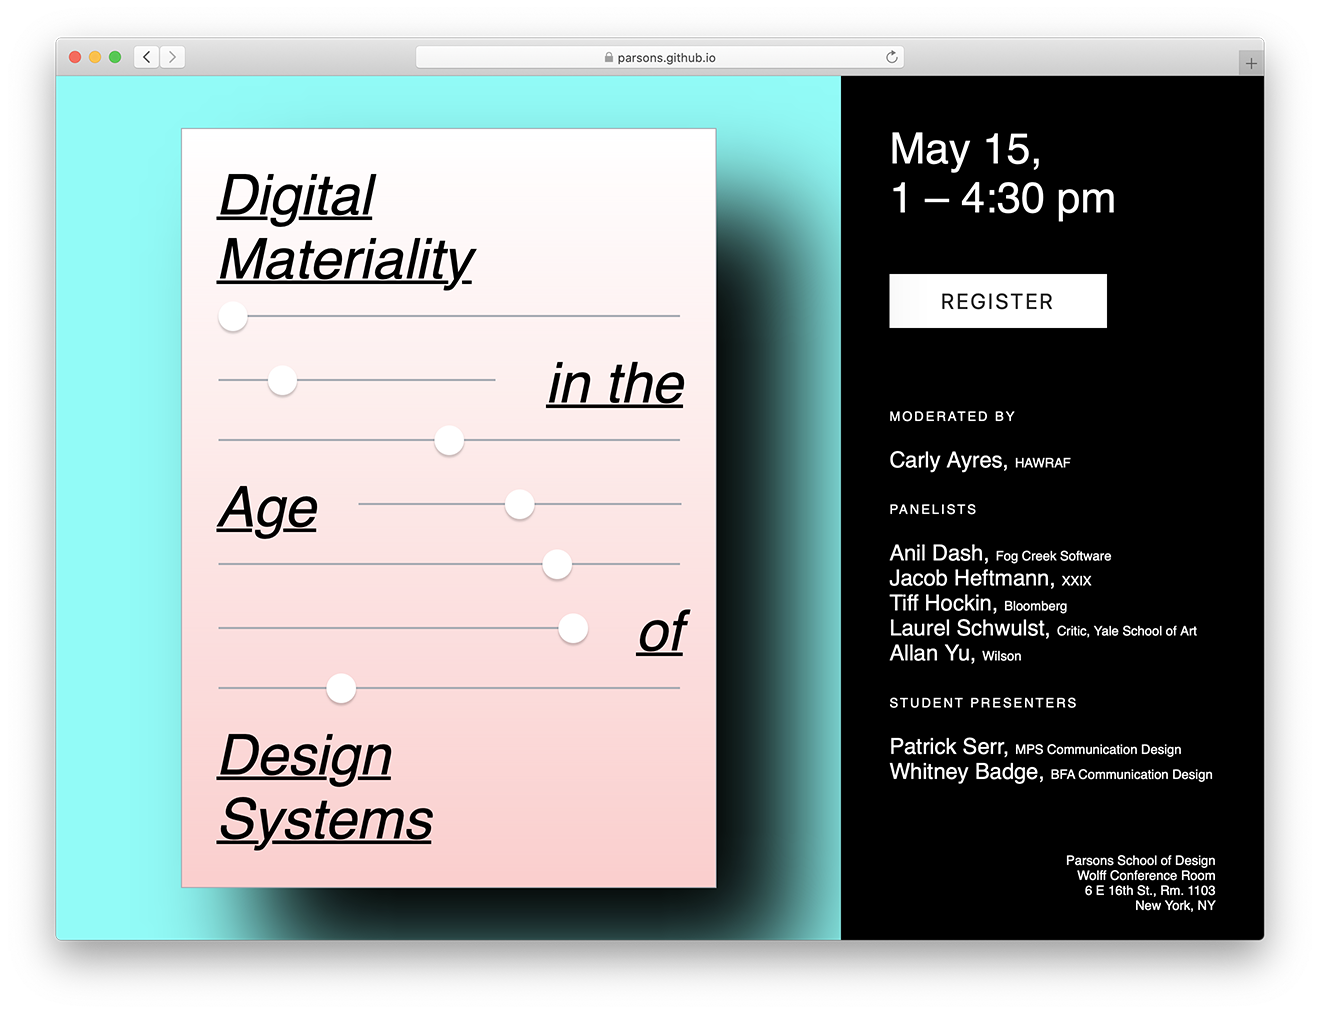 parsons.github.io
Digital
Materiality
in the
Age
of
Design
Systems
May 15,
1 – 4:30 pm
REGISTER
MODERATED BY
Carly Ayres, HAWRAF
PANELISTS
Anil Dash, Fog Creek Software
Jacob Heftmann, XXIX
Tiff Hockin, Bloomberg
Laurel Schwulst, Critic, Yale School of Art
Allan Yu, Wilson
STUDENT PRESENTERS
Patrick Serr, MPS Communication Design
Whitney Badge, BFA Communication Design
Parsons School of Design
Wolff Conference Room
6 E 16th St., Rm. 1103
New York, NY